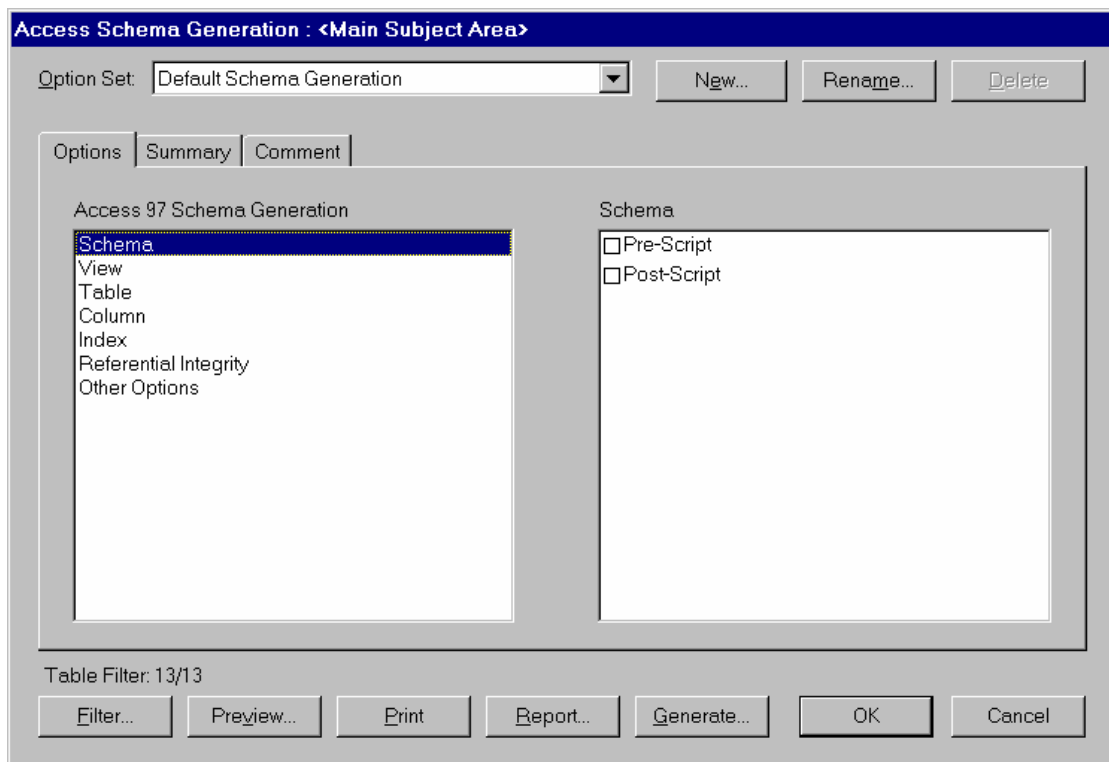 Access Schema Generation : <Main Subject Area>
Option Set: Default Schema Generation New... Rename... Delete
Options Summary Comment
Access 97 Schema Generation Schema
Schema
View
Table
Column
Index
Referential Integrity
Other Options
Pre-Script
Post-Script
Table Filter: 13/13
Filter... Preview... Print Report... Generate... OK Cancel